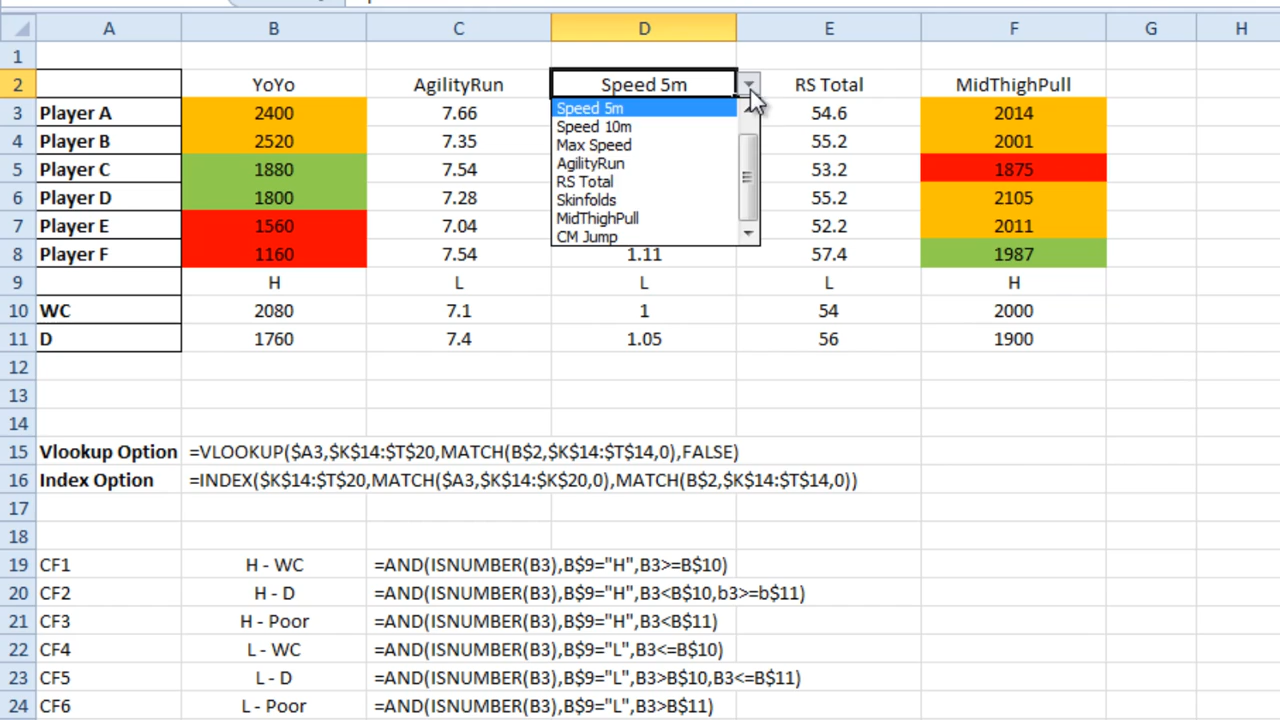 A B C D E F G H
1
2 YoYo AgilityRun Speed 5m RS Total MidThighPull
3 Player A 2400 7.66 Speed 5m 54.6 2014
Speed 10m
4 Player B 2520 7.35 Max Speed 55.2 2001
5 Player C 1880 7.54 AgilityRun 53.2 1875
RS Total
6 Player D 1800 7.28 Skinfolds 55.2 2105
7 Player E 1560 7.04 MidThighPull 52.2 2011
CM Jump
8 Player F 1160 7.54 1.11 57.4 1987
9 H L L L H
10 WC 2080 7.1 1 54 2000
11 D 1760 7.4 1.05 56 1900
12
13
14
15 Vlookup Option =VLOOKUP($A3,$K$14:$T$20,MATCH(B$2,$K$14:$T$14,0),FALSE)
16 Index Option =INDEX($K$14:$T$20,MATCH($A3,$K$14:$K$20,0),MATCH(B$2,$K$14:$T$14,0))
17
18
19 CF1 H - WC =AND(ISNUMBER(B3),B$9="H",B3>=B$10)
20 CF2 H - D =AND(ISNUMBER(B3),B$9="H",B3<B$10,b3>=b$11)
21 CF3 H - Poor =AND(ISNUMBER(B3),B$9="H",B3<B$11)
22 CF4 L - WC =AND(ISNUMBER(B3),B$9="L",B3<=B$10)
23 CF5 L - D =AND(ISNUMBER(B3),B$9="L",B3>B$10,B3<=B$11)
24 CF6 L - Poor =AND(ISNUMBER(B3),B$9="L",B3>B$11)